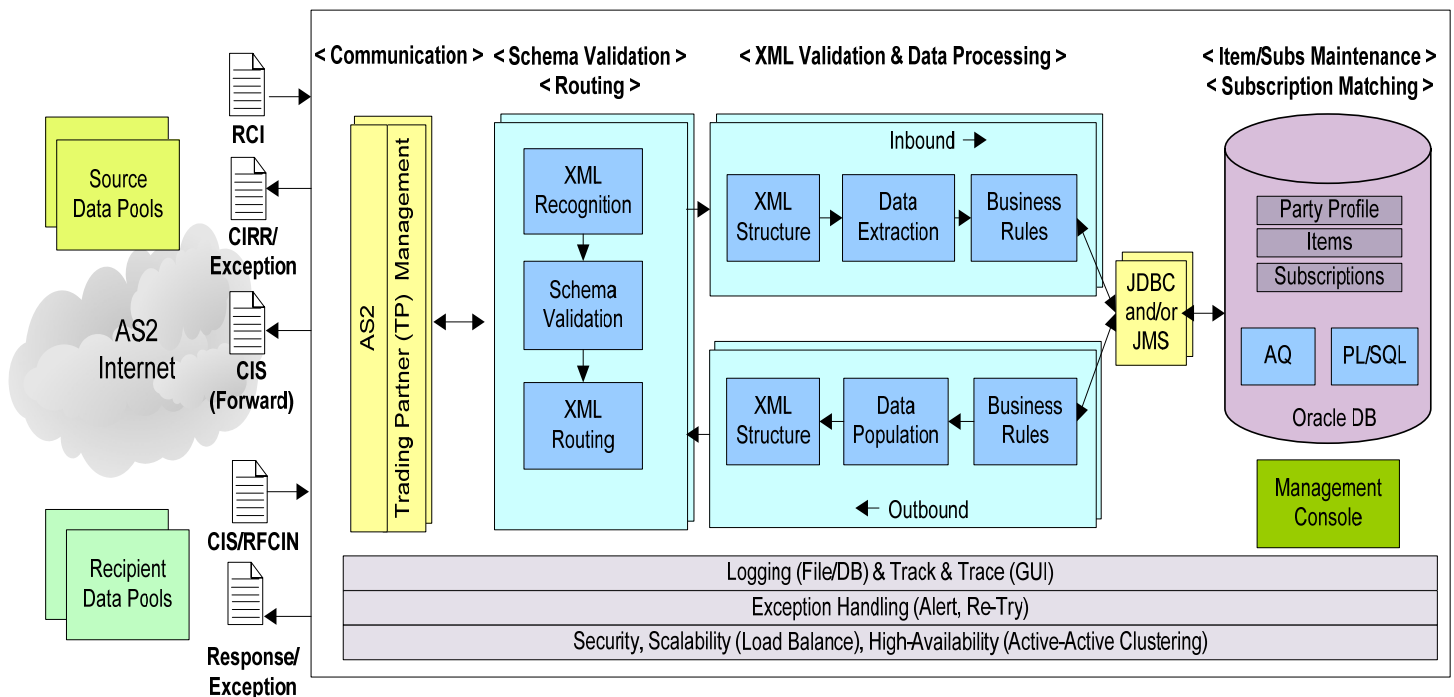 < Communication >
< Schema Validation >
< Routing >
< XML Validation & Data Processing >
< Item/Subs Maintenance >
< Subscription Matching >
RCI
Source
Data Pools
CIRR/
Exception
AS2
Internet
CIS
(Forward)
CIS/RFCIN
Recipient
Data Pools
Response/
Exception
AS2
Trading Partner (TP) Management
XML
Recognition
Schema
Validation
XML
Routing
Inbound
XML
Structure
Data
Extraction
Business
Rules
XML
Structure
Data
Population
Business
Rules
Outbound
JDBC
and/or
JMS
Party Profile
Items
Subscriptions
AQ
PL/SQL
Oracle DB
Management
Console
Logging (File/DB) & Track & Trace (GUI)
Exception Handling (Alert, Re-Try)
Security, Scalability (Load Balance), High-Availability (Active-Active Clustering)